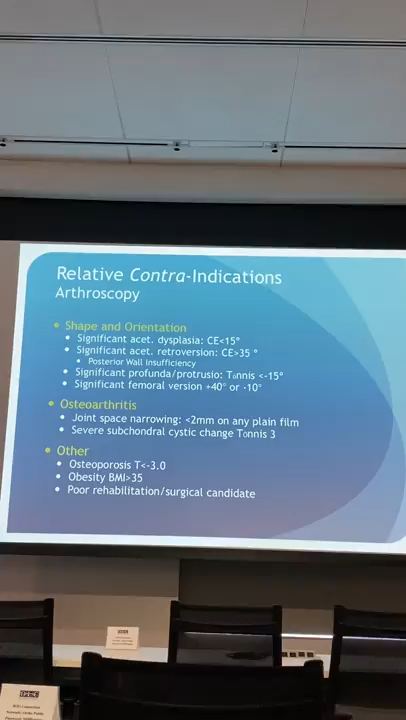 Relative Contra-Indications
Arthroscopy
Shape and Orientation
Significant acet. dysplasia: CE<15°
Significant acet. retroversion: CE>35 °
Posterior Wall Insufficiency
Significant profunda/protrusio: Tonnis <-15°
Significant femoral version +40° or -10°
Osteoarthritis
Joint space narrowing: <2mm on any plain film
Severe subchondral cystic change Tonnis 3
Other
Osteoporosis T<-3.0
Obesity BMI>35
Poor rehabilitation/surgical candidate